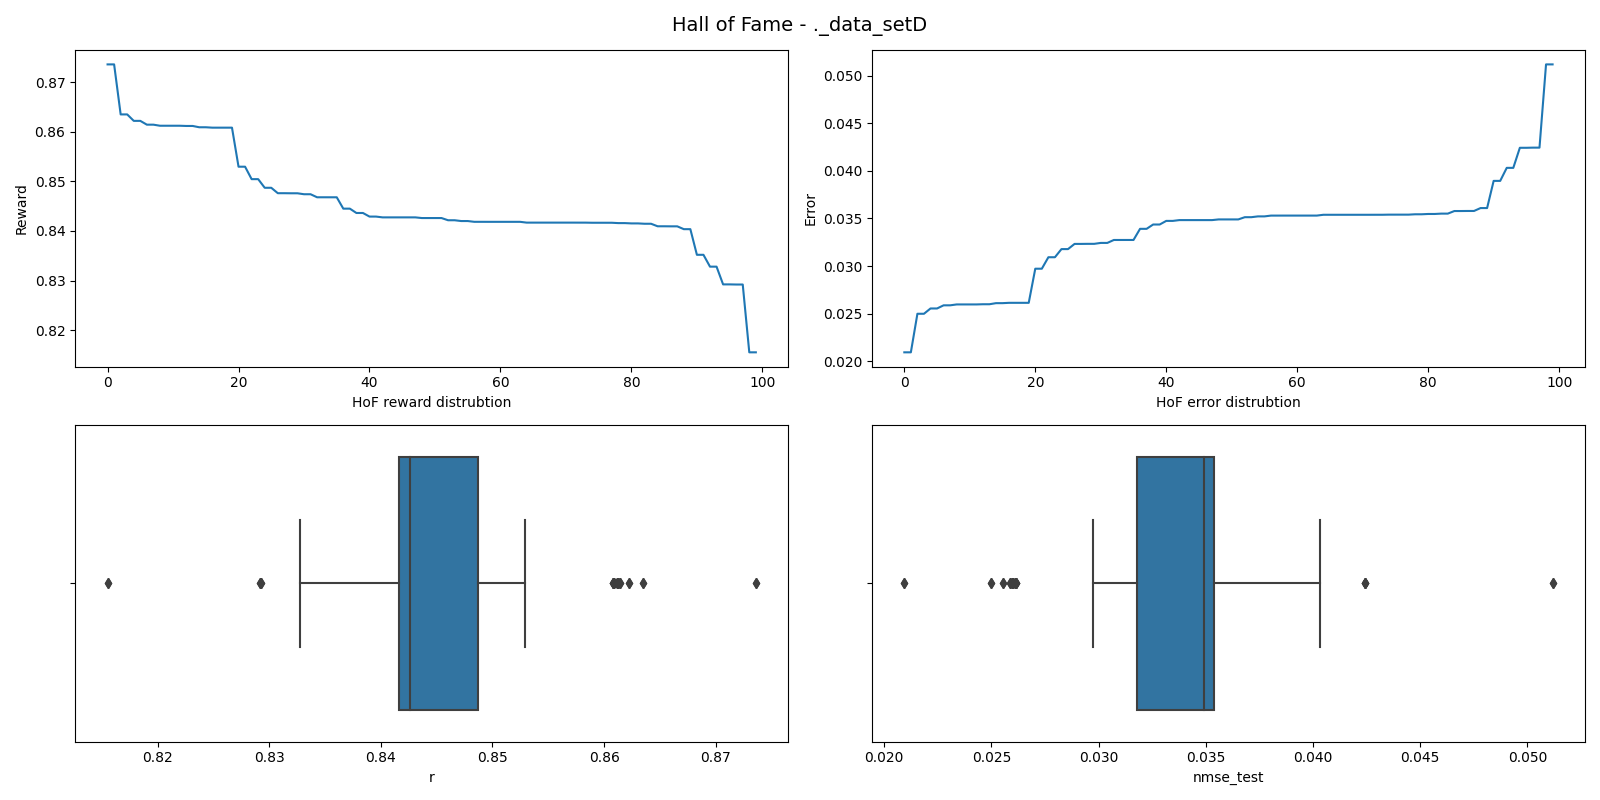 Hall of Fame - ._data_setD
0.87
0.86
0.85
0.84
0.83
0.82
Reward
0 20 40 60 80 100
HoF reward distrubtion
0.050
0.045
0.040
0.035
0.030
0.025
0.020
Error
0 20 40 60 80 100
HoF error distrubtion
0.82 0.83 0.84 0.85 0.86 0.87
r
0.020 0.025 0.030 0.035 0.040 0.045 0.050
nmse_test